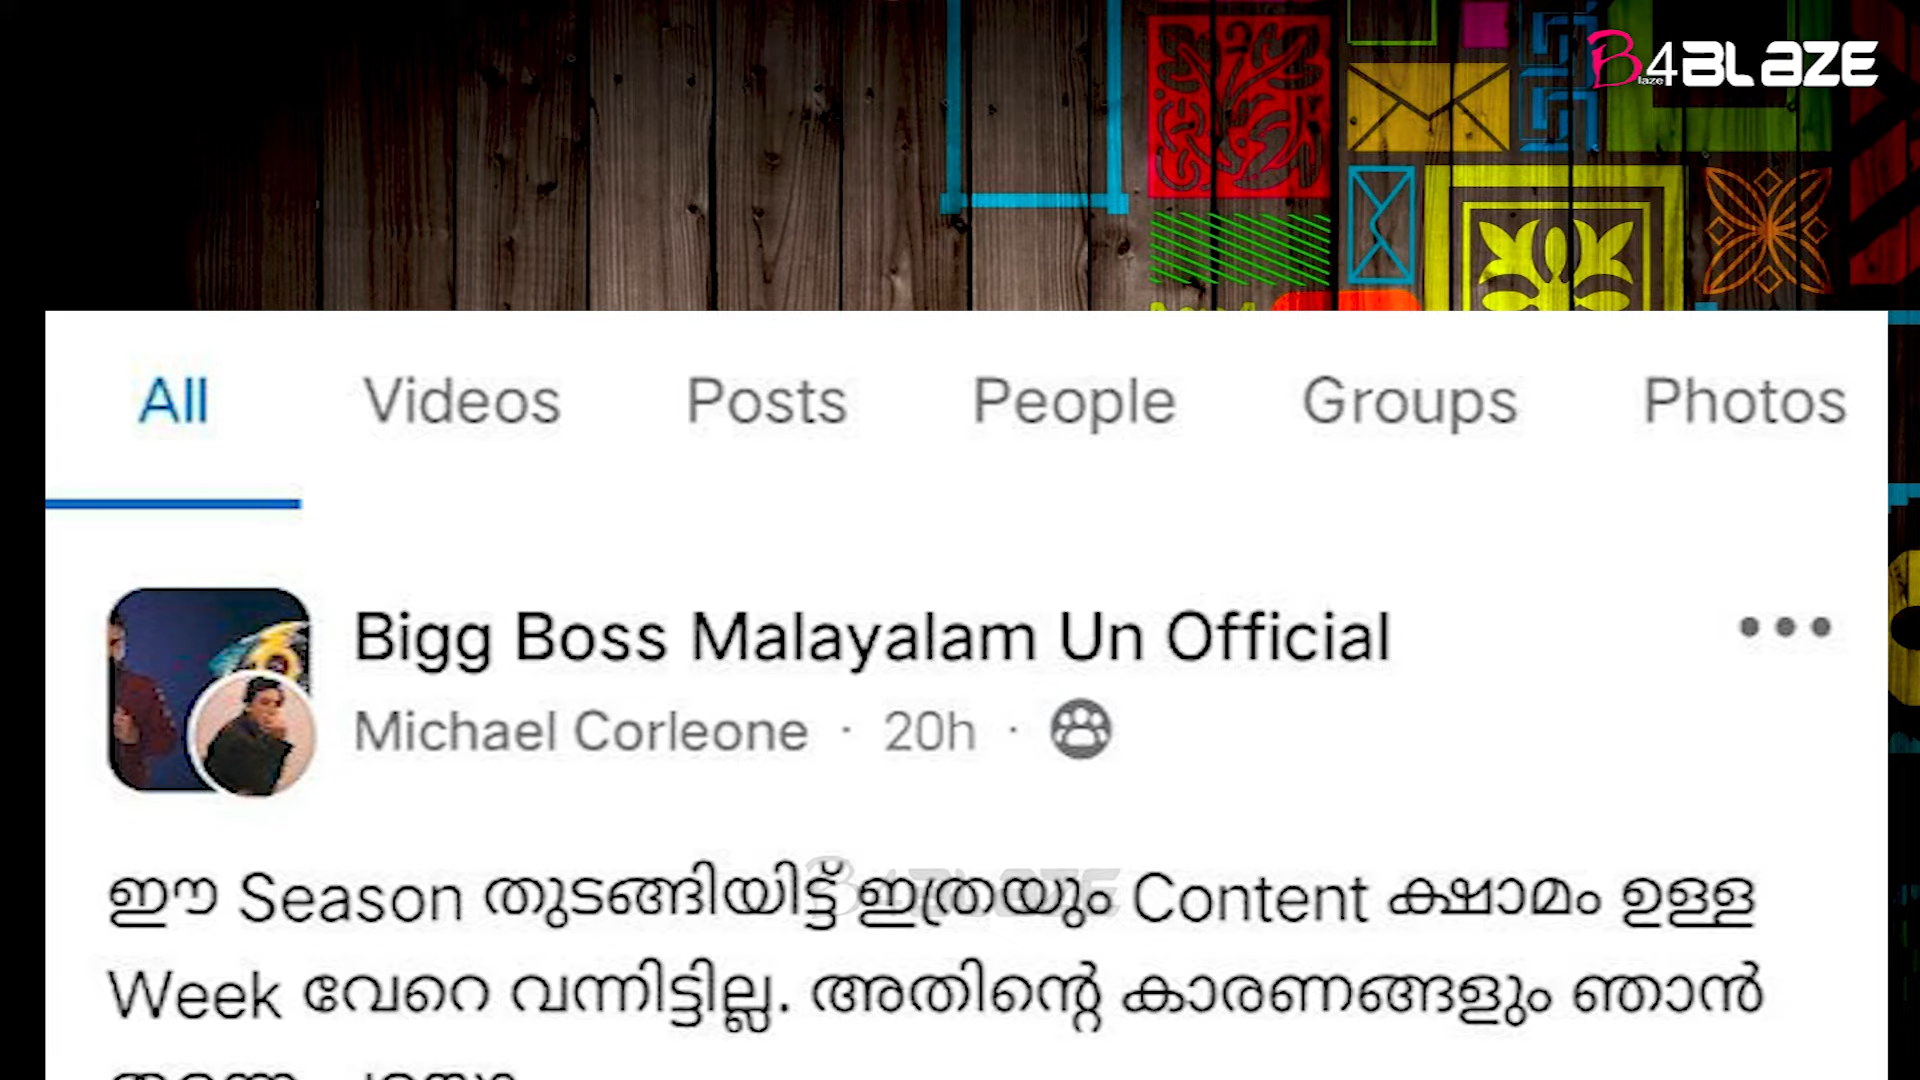 B4BLAZE
laze
All Videos Posts People Groups Photos
Bigg Boss Malayalam Un Official
Michael Corleone · 20h ·
ഈ Season തുടങ്ങിയിട്ട് ഇത്രയും Content ക്ഷാമം ഉള്ള
Week വേറെ വന്നിട്ടില്ല. അതിന്റെ കാരണങ്ങളും ഞാൻ